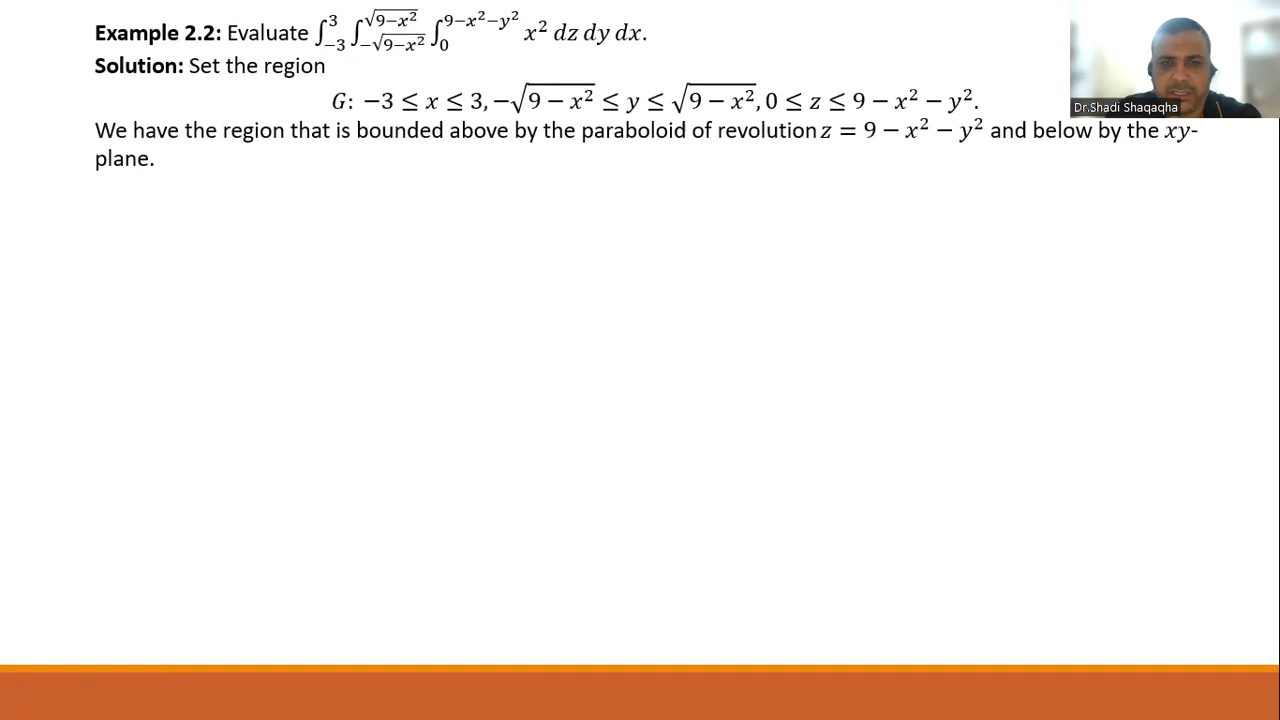 Example 2.2: Evaluate ∫_{-3}^{3} ∫_{-√(9−x²)}^{√(9−x²)} ∫_0^{9−x²−y²} x² dz dy dx.
Solution: Set the region
G: −3 ≤ x ≤ 3, −√(9 − x²) ≤ y ≤ √(9 − x²), 0 ≤ z ≤ 9 − x² − y².
We have the region that is bounded above by the paraboloid of revolution z = 9 − x² − y² and below by the xy-
plane.
Dr.Shadi Shaqaqha